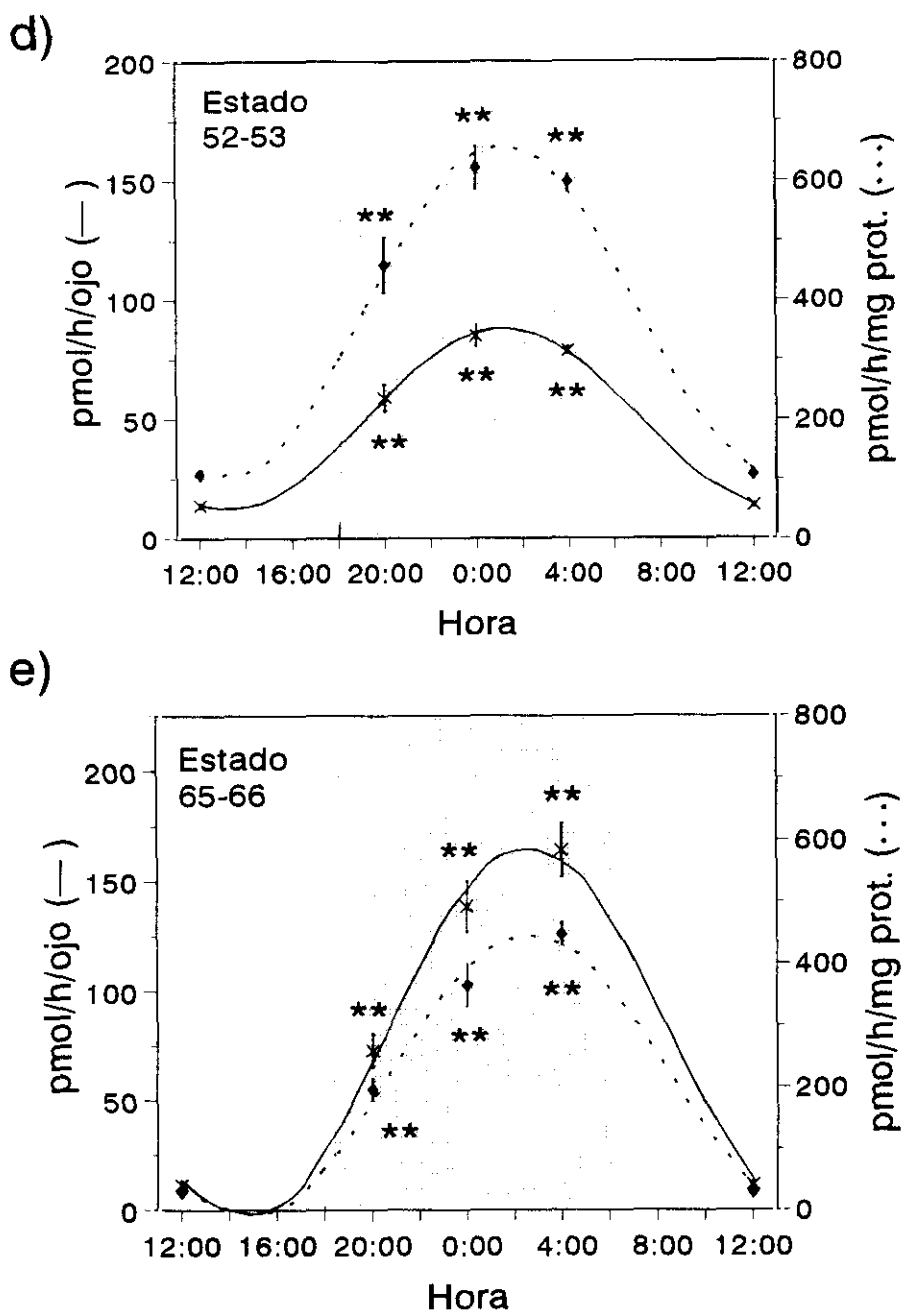 d)
Estado
52-53
200
150
100
50
0
pmol/h/ojo (—)
800
600
400
200
0
pmol/h/mg prot. (···)
★★
★★
★★
★★
★★
★★
12:00 16:00 20:00 0:00 4:00 8:00 12:00
Hora
e)
Estado
65-66
200
150
100
50
0
pmol/h/ojo (—)
800
600
400
200
0
pmol/h/mg prot. (···)
★★
★★
★★
★★
★★
★★
12:00 16:00 20:00 0:00 4:00 8:00 12:00
Hora